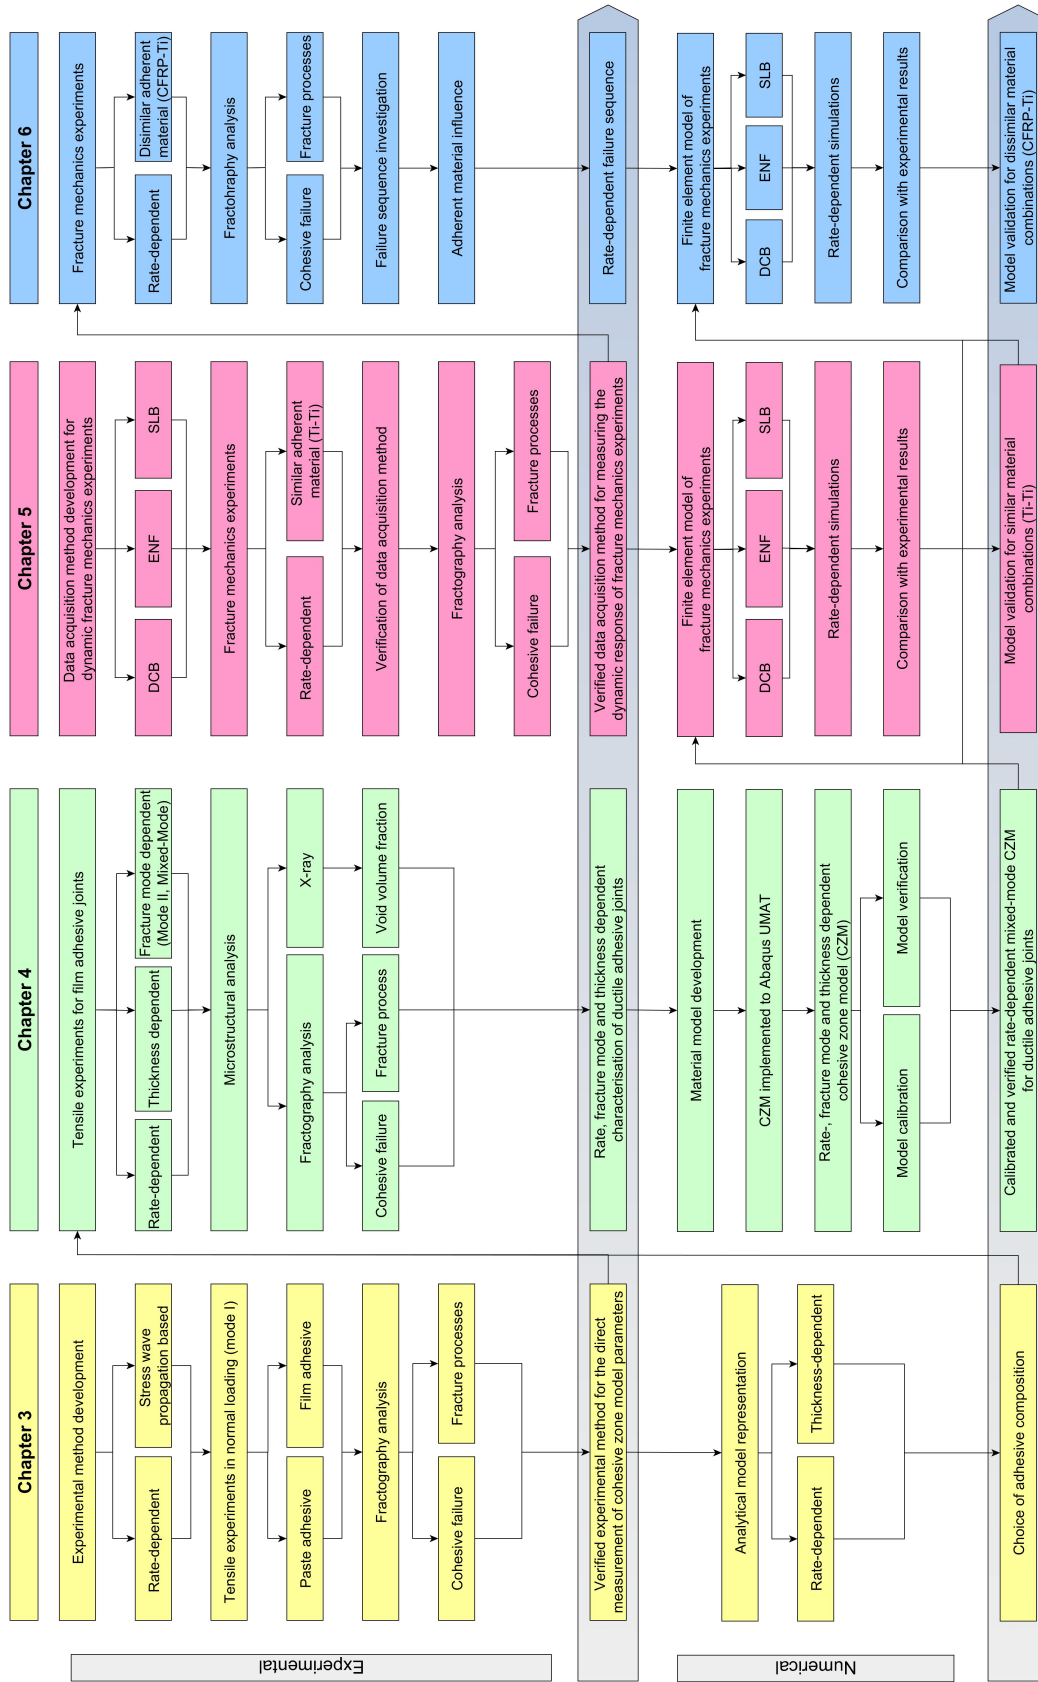 Experimental
Numerical
Chapter 3
Experimental method development
Rate-dependent
Stress wave
propagation based
Tensile experiments in normal loading (mode I)
Paste adhesive
Film adhesive
Fractography analysis
Cohesive failure
Fracture processes
Verified experimental method for the direct
measurement of cohesive zone model parameters
Analytical model representation
Rate-dependent
Thickness-dependent
Choice of adhesive composition
Chapter 4
Tensile experiments for film adhesive joints
Rate-dependent
Thickness dependent
Fracture mode dependent
(Mode II, Mixed-Mode)
Microstructural analysis
Fractography analysis
X-ray
Cohesive failure
Fracture process
Void volume fraction
Rate, fracture mode and thickness dependent
characterisation of ductile adhesive joints
Material model development
CZM implemented to Abaqus UMAT
Rate-, fracture mode and thickness dependent
cohesive zone model (CZM)
Model calibration
Model verification
Calibrated and verified rate-dependent mixed-mode CZM
for ductile adhesive joints
Chapter 5
Data acquisition method development for
dynamic fracture mechanics experiments
DCB
ENF
SLB
Fracture mechanics experiments
Rate-dependent
Similar adherent
material (Ti-Ti)
Verification of data acquisition method
Fractography analysis
Cohesive failure
Fracture processes
Verified data acquisition method for measuring the
dynamic response of fracture mechanics experiments
Finite element model of
fracture mechanics experiments
DCB
ENF
SLB
Rate-dependent simulations
Comparison with experimental results
Model validation for similar material
combinations (Ti-Ti)
Chapter 6
Fracture mechanics experiments
Rate-dependent
Disimilar adherent
material (CFRP-Ti)
Fractohraphy analysis
Cohesive failure
Fracture processes
Failure sequence investigation
Adherent material influence
Rate-dependent failure sequence
Finite element model of
fracture mechanics experiments
DCB
ENF
SLB
Rate-dependent simulations
Comparison with experimental results
Model validation for dissimilar material
combinations (CFRP-Ti)